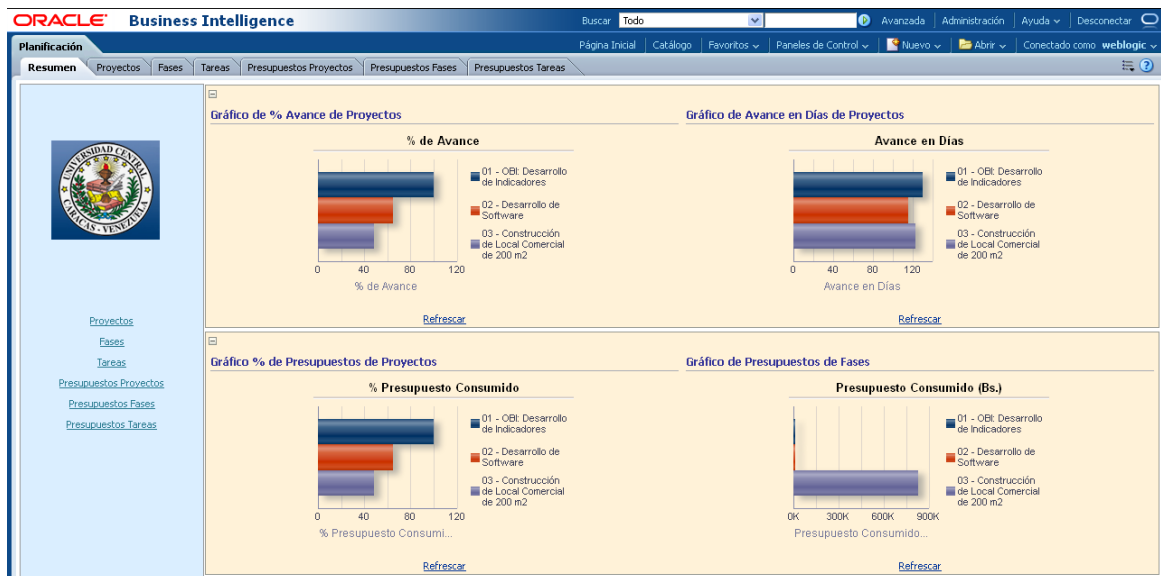 ORACLE Business Intelligence
Buscar Todo Avanzada Administración Ayuda Desconectar
Planificación
Página Inicial Catálogo Favoritos Paneles de Control Nuevo Abrir Conectado como weblogic
Resumen Proyectos Fases Tareas Presupuestos Proyectos Presupuestos Fases Presupuestos Tareas
UNIVERSIDAD CENTRAL
CARACAS - VENEZUELA
Proyectos
Fases
Tareas
Presupuestos Proyectos
Presupuestos Fases
Presupuestos Tareas
Gráfico de % Avance de Proyectos
% de Avance
01 - OBI: Desarrollo
de Indicadores
02 - Desarrollo de
Software
03 - Construcción
de Local Comercial
de 200 m2
0 40 80 120
% de Avance
Refrescar
Gráfico de Avance en Días de Proyectos
Avance en Días
01 - OBI: Desarrollo
de Indicadores
02 - Desarrollo de
Software
03 - Construcción
de Local Comercial
de 200 m2
0 40 80 120
Avance en Días
Refrescar
Gráfico % de Presupuestos de Proyectos
% Presupuesto Consumido
01 - OBI: Desarrollo
de Indicadores
02 - Desarrollo de
Software
03 - Construcción
de Local Comercial
de 200 m2
0 40 80 120
% Presupuesto Consumi...
Refrescar
Gráfico de Presupuestos de Fases
Presupuesto Consumido (Bs.)
01 - OBI: Desarrollo
de Indicadores
02 - Desarrollo de
Software
03 - Construcción
de Local Comercial
de 200 m2
0K 300K 600K 900K
Presupuesto Consumido...
Refrescar